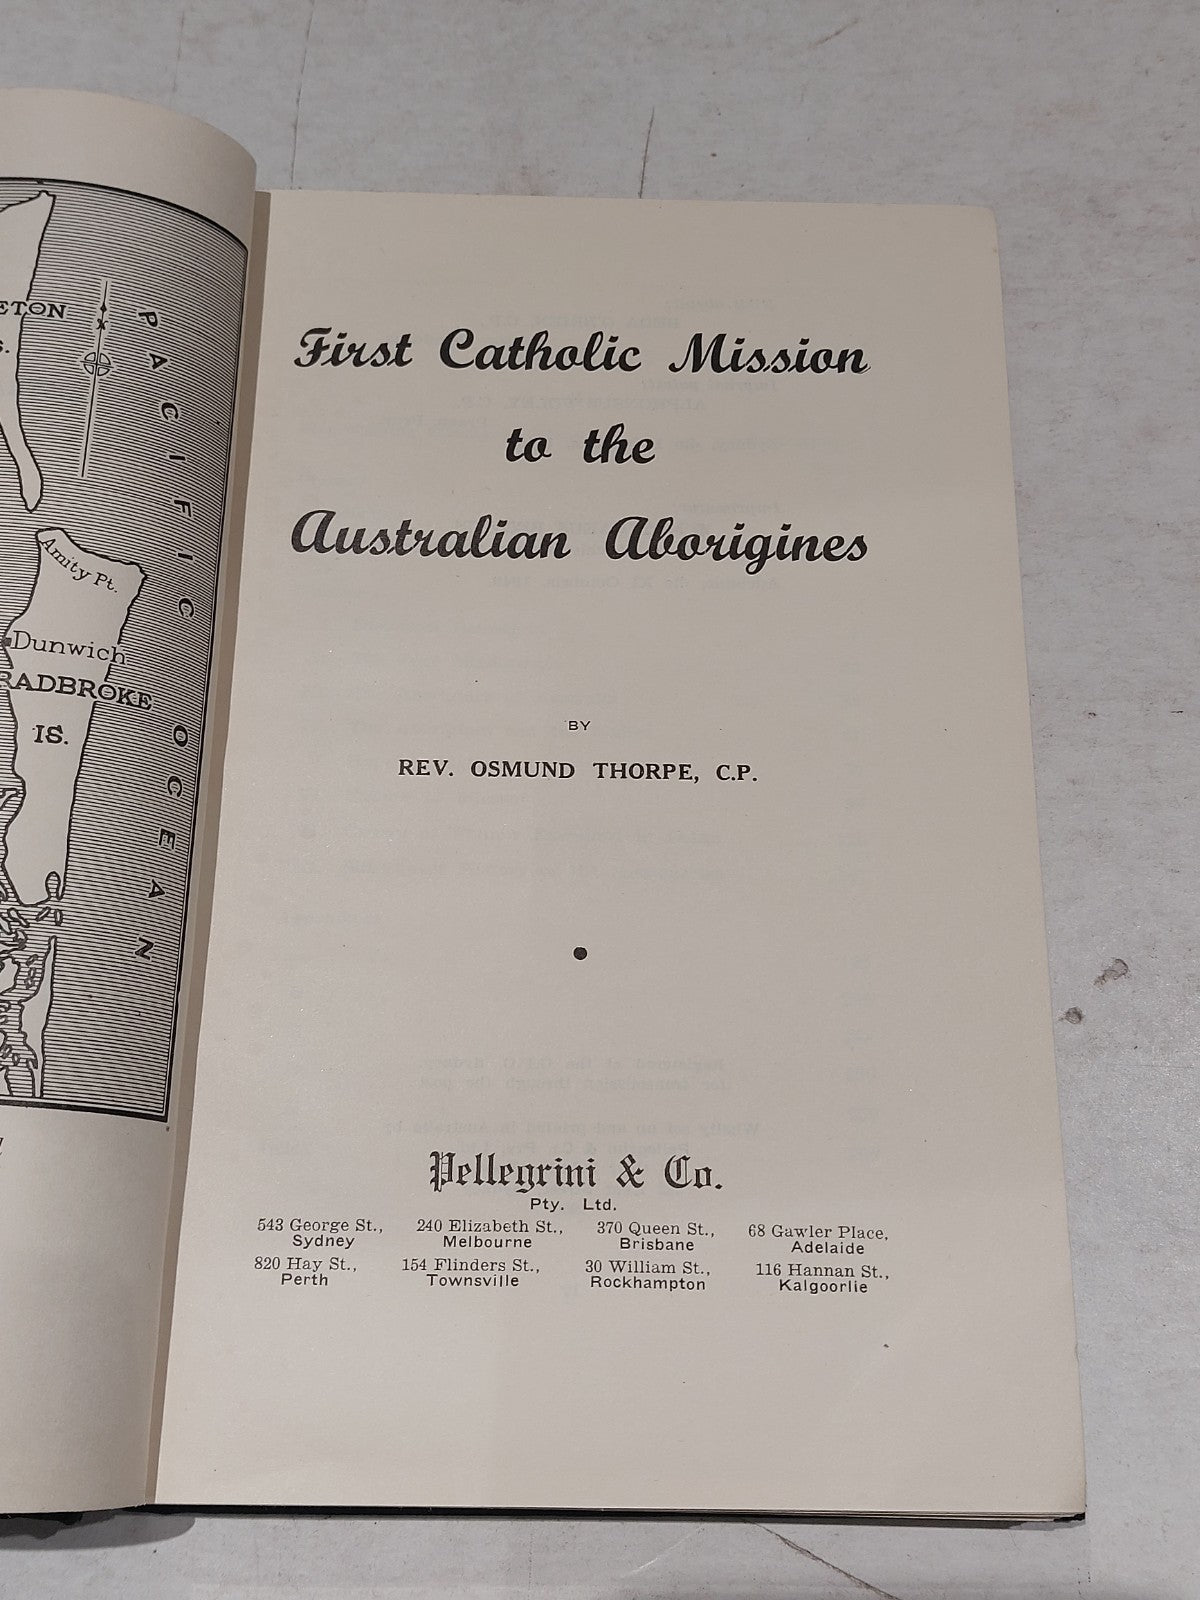 ETON
S.
PACIFIC OCEAN
Amity Pt.
Dunwich
RADBROKE
IS.
First Catholic Mission
to the
Australian Aborigines
BY
REV. OSMUND THORPE, C.P.
Pellegrini & Co.
Pty. Ltd.
543 George St., 240 Elizabeth St., 370 Queen St., 68 Gawler Place,
Sydney Melbourne Brisbane Adelaide
820 Hay St., 154 Flinders St., 30 William St., 116 Hannan St.,
Perth Townsville Rockhampton Kalgoorlie